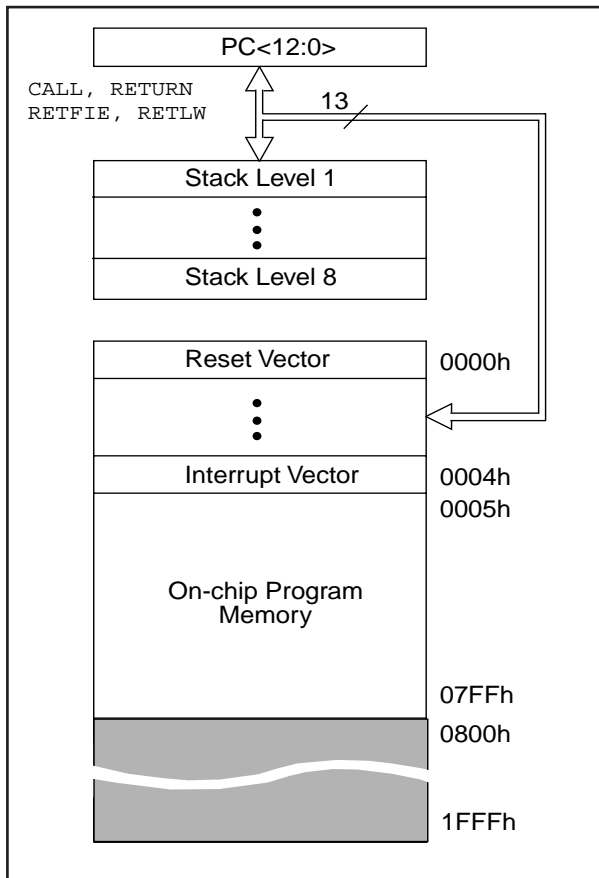 PC<12:0>
CALL, RETURN
RETFIE, RETLW
13
Stack Level 1
Stack Level 8
Reset Vector
0000h
Interrupt Vector
0004h
0005h
On-chip Program
Memory
07FFh
0800h
1FFFh